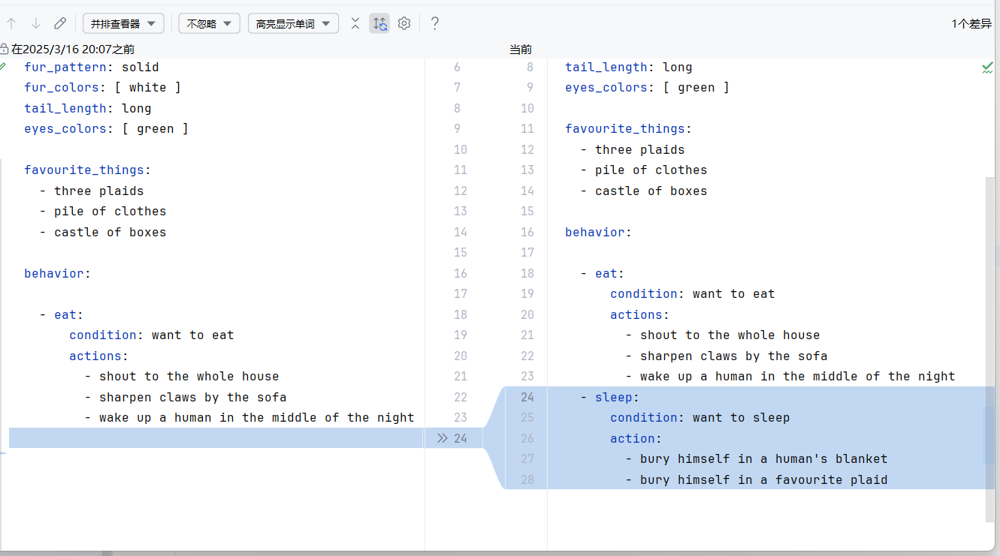 并排查看器 不忽略 高亮显示单词 ? 1个差异
在2025/3/16 20:07之前 当前
fur_pattern: solid 6
fur_colors: [ white ] 7
tail_length: long 8
eyes_colors: [ green ] 9
10
favourite_things: 11
- three plaids 12
- pile of clothes 13
- castle of boxes 14
15
behavior: 16
17
- eat: 18
condition: want to eat 19
actions: 20
- shout to the whole house 21
- sharpen claws by the sofa 22
- wake up a human in the middle of the night 23
24
8 tail_length: long
9 eyes_colors: [ green ]
10
11 favourite_things:
12 - three plaids
13 - pile of clothes
14 - castle of boxes
15
16 behavior:
17
18 - eat:
19 condition: want to eat
20 actions:
21 - shout to the whole house
22 - sharpen claws by the sofa
23 - wake up a human in the middle of the night
24 - sleep:
25 condition: want to sleep
26 action:
27 - bury himself in a human's blanket
28 - bury himself in a favourite plaid